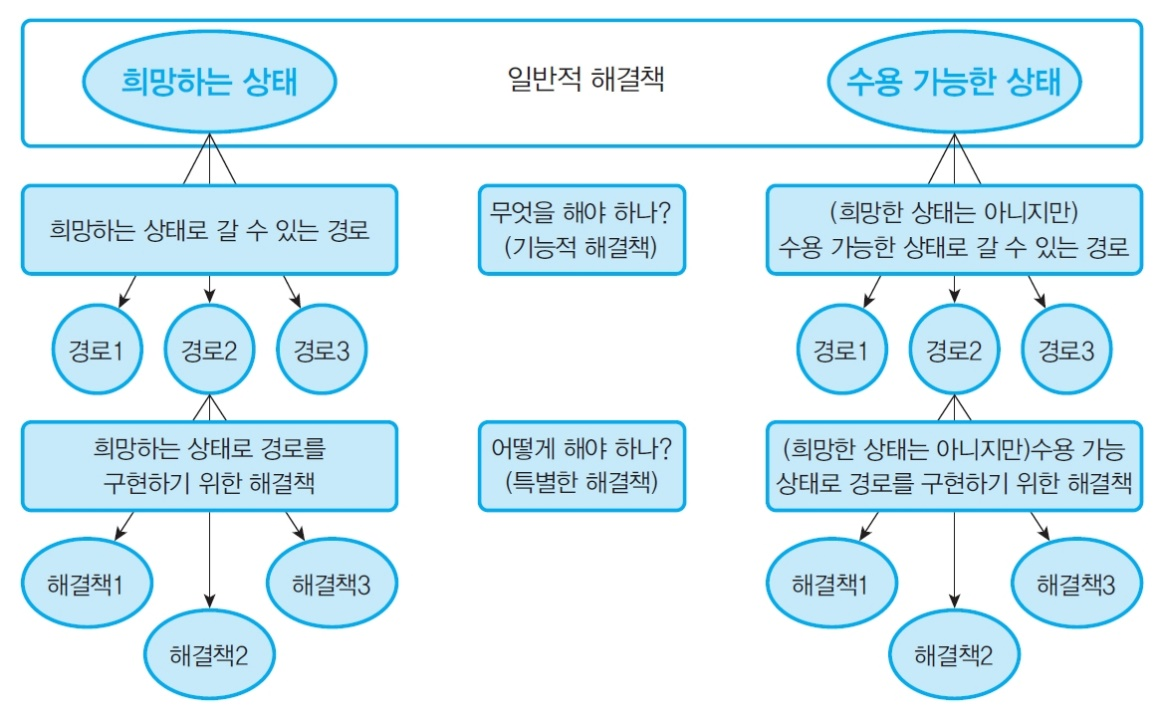 희망하는 상태
일반적 해결책
수용 가능한 상태
희망하는 상태로 갈 수 있는 경로
무엇을 해야 하나?
(기능적 해결책)
(희망한 상태는 아니지만)
수용 가능한 상태로 갈 수 있는 경로
경로1
경로2
경로3
경로1
경로2
경로3
희망하는 상태로 경로를
구현하기 위한 해결책
어떻게 해야 하나?
(특별한 해결책)
(희망한 상태는 아니지만)수용 가능
상태로 경로를 구현하기 위한 해결책
해결책1
해결책2
해결책3
해결책1
해결책2
해결책3